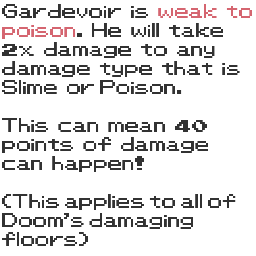 Gardevoir is weak to
poison. He will take
2x damage to any
damage type that is
Slime or Poison.
This can mean 40
points of damage
can happen!
(This applies to all of
Doom's damaging
floors)